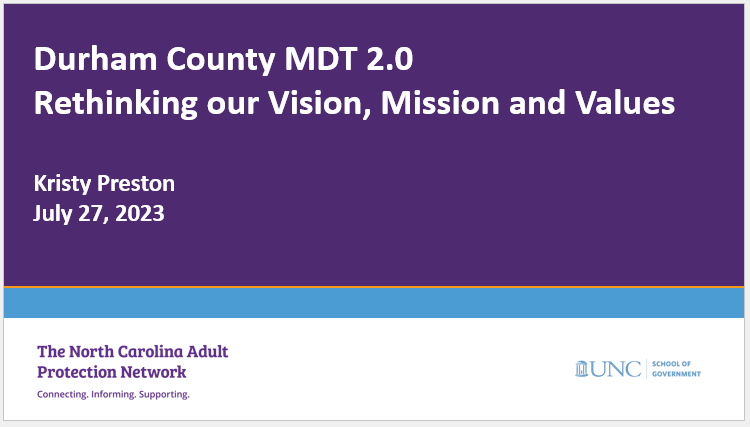 Durham County MDT 2.0
Rethinking our Vision, Mission and Values
Kristy Preston
July 27, 2023
The North Carolina Adult
Protection Network
Connecting. Informing. Supporting.
UNC
SCHOOL OF
GOVERNMENT